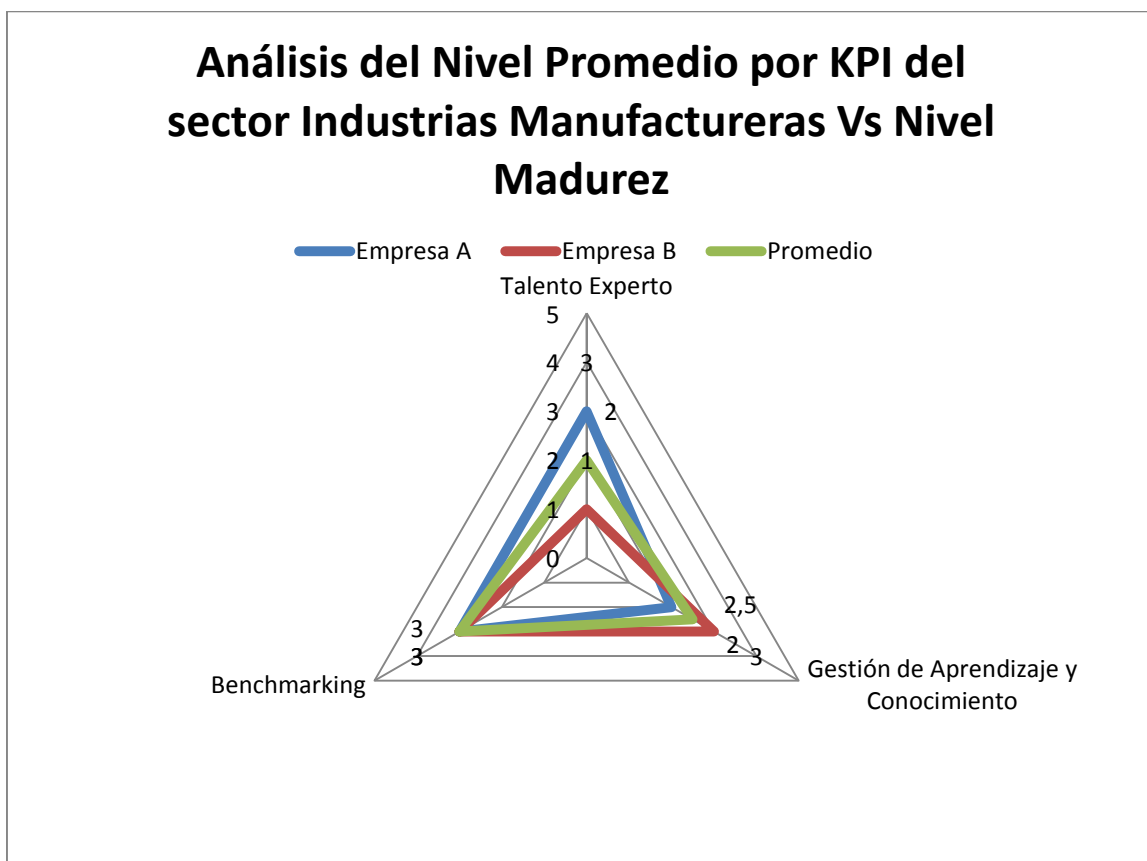 Análisis del Nivel Promedio por KPI del
sector Industrias Manufactureras Vs Nivel
Madurez
Empresa A Empresa B Promedio
Talento Experto
5
4 3
3 2
2 1
1
0
2,5
3 2
3 3
Benchmarking
Gestión de Aprendizaje y
Conocimiento